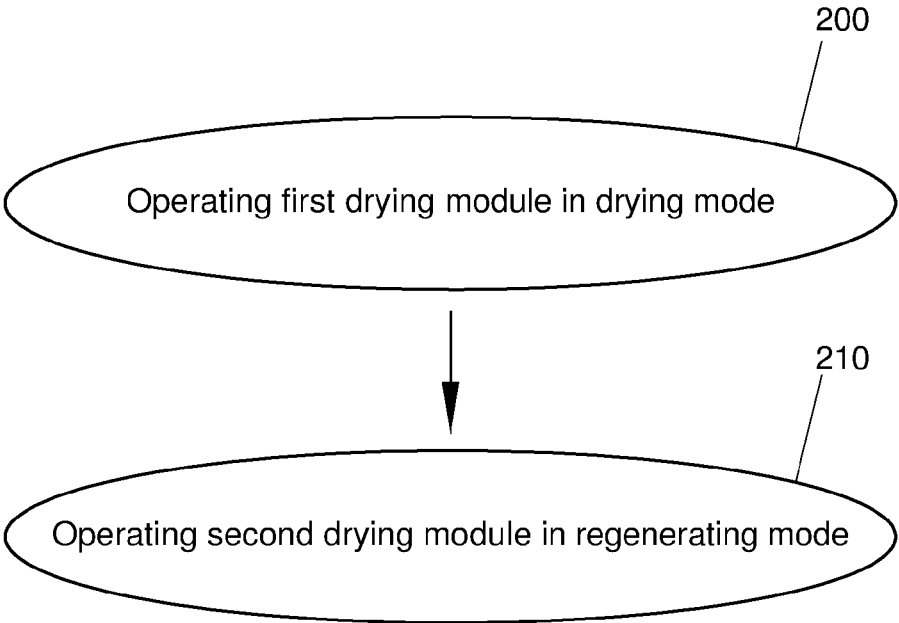 200
Operating first drying module in drying mode
210
Operating second drying module in regenerating mode